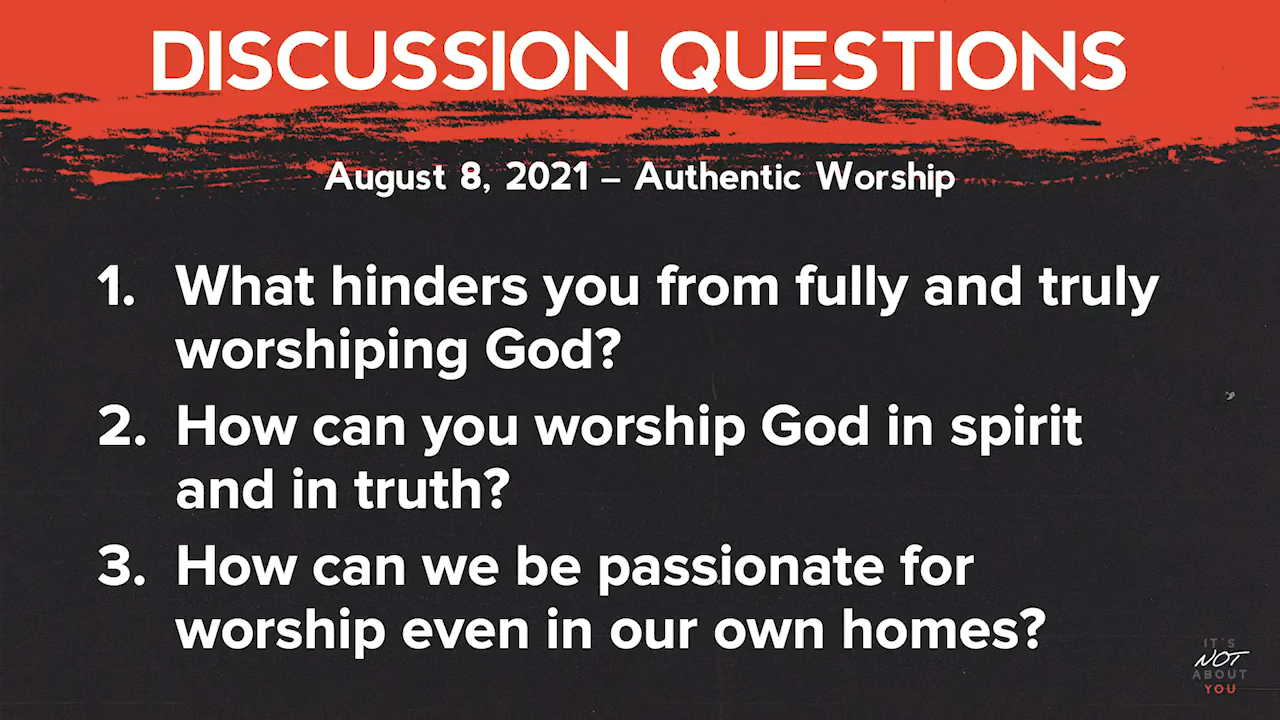 DISCUSSION QUESTIONS
August 8, 2021 – Authentic Worship
1. What hinders you from fully and truly
worshiping God?
2. How can you worship God in spirit
and in truth?
3. How can we be passionate for
worship even in our own homes?
IT'S
NOT
ABOUT
YOU